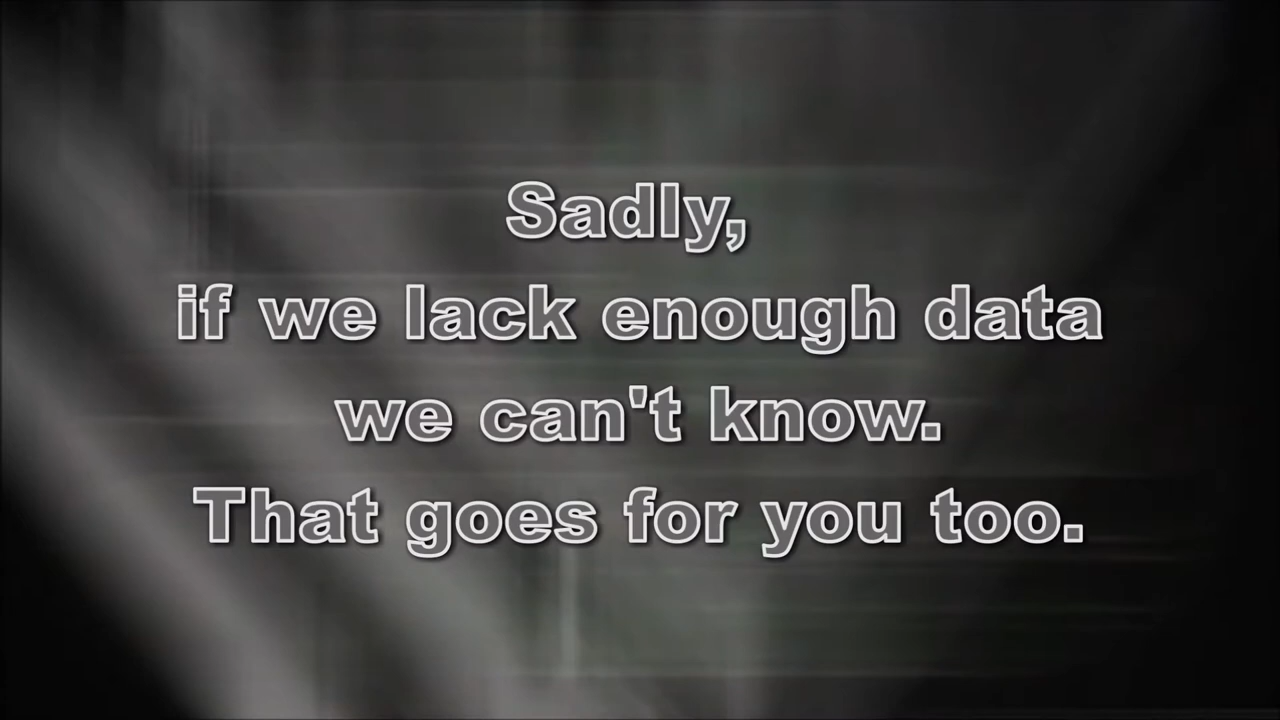 Sadly,
if we lack enough data
we can't know.
That goes for you too.